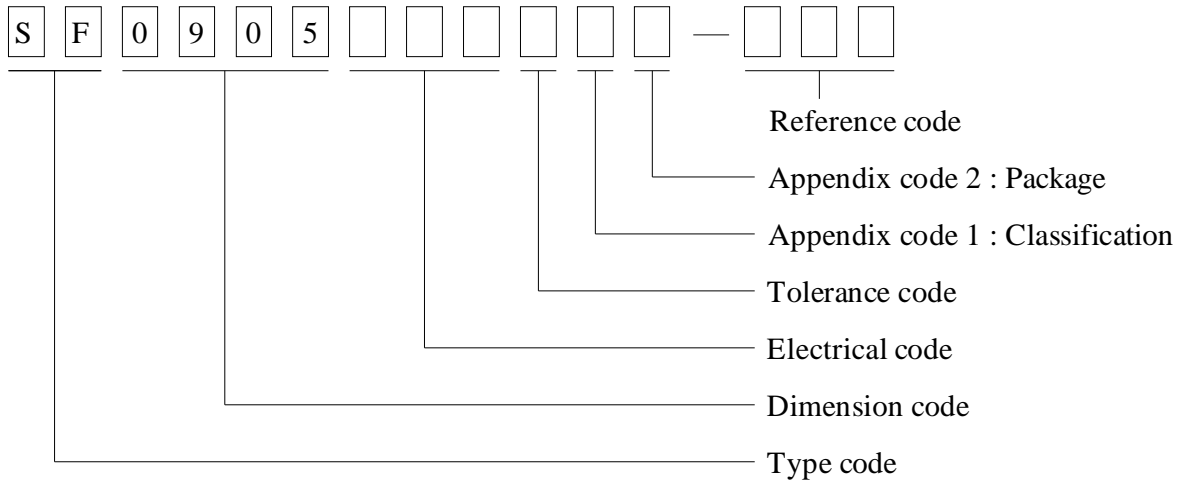 S F 0 9 0 5 —
Reference code
Appendix code 2 : Package
Appendix code 1 : Classification
Tolerance code
Electrical code
Dimension code
Type code